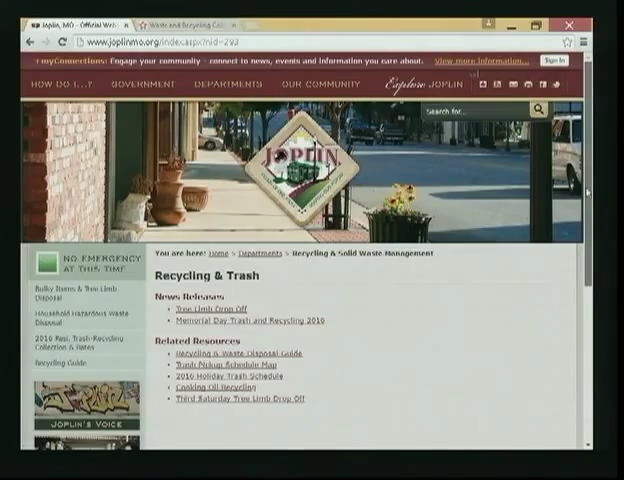 Joplin, MO - Official Web
Waste and Recycling Col
www.joplinmo.org/index.aspx?nid=293
+myConnections: Engage your community - connect to news, events and information you care about.
View more information...
Sign In
HOW DO I...?
GOVERNMENT
DEPARTMENTS
OUR COMMUNITY
Explore JOPLIN
Search for...
JOPLIN
NO EMERGENCY
AT THIS TIME
You are here: Home > Departments > Recycling & Solid Waste Management
Recycling & Trash
News Releases
Tree Limb Drop Off
Memorial Day Trash and Recycling 2016
Related Resources
Recycling & Waste Disposal Guide
Trash Pickup Schedule Map
2016 Holiday Trash Schedule
Cooking Oil Recycling
Third Saturday Tree Limb Drop Off
Bulky Items & Tree Limb
Disposal
Household Hazardous Waste
Disposal
2016 Resi. Trash-Recycling
Collection & Rates
Recycling Guide
JOPLIN'S VOICE